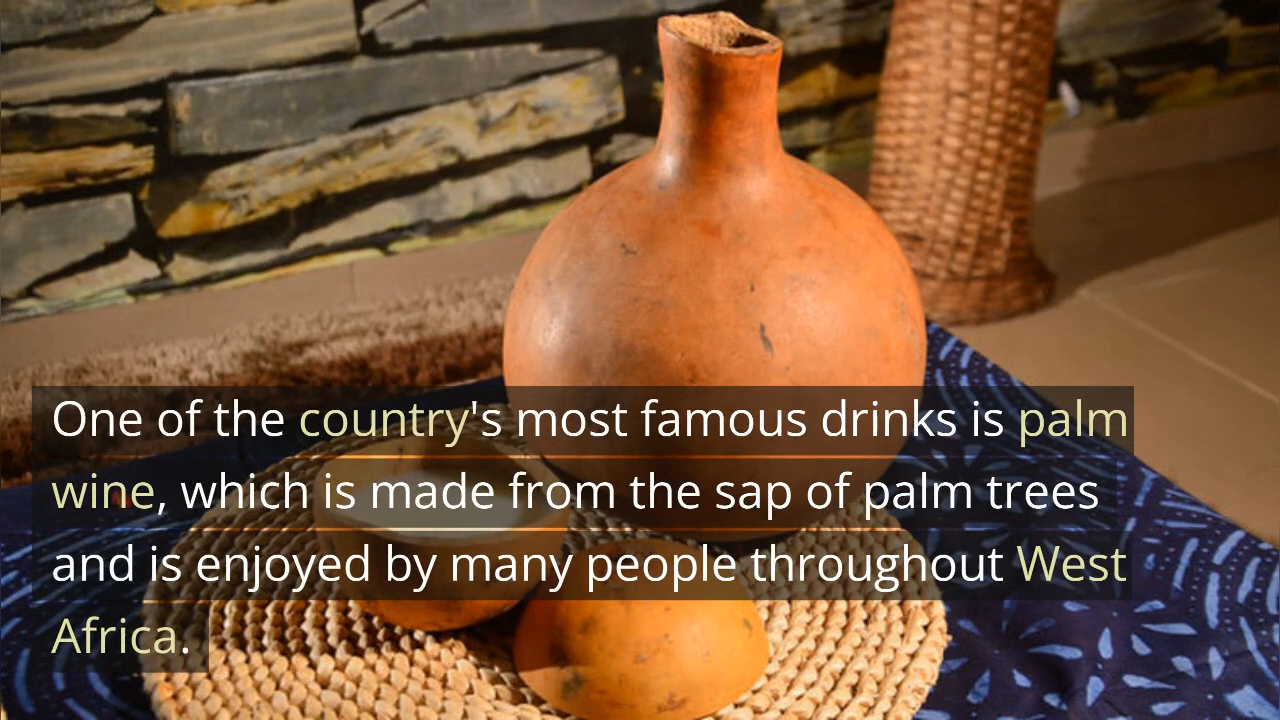 One of the country's most famous drinks is palm
wine, which is made from the sap of palm trees
and is enjoyed by many people throughout West
Africa.